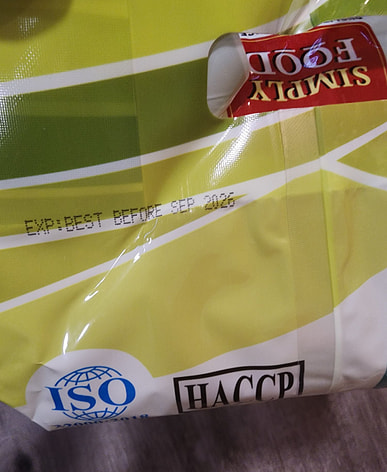 SIMPLY
FOOD
EXP:BEST BEFORE SEP 2026
ISO
HACCP